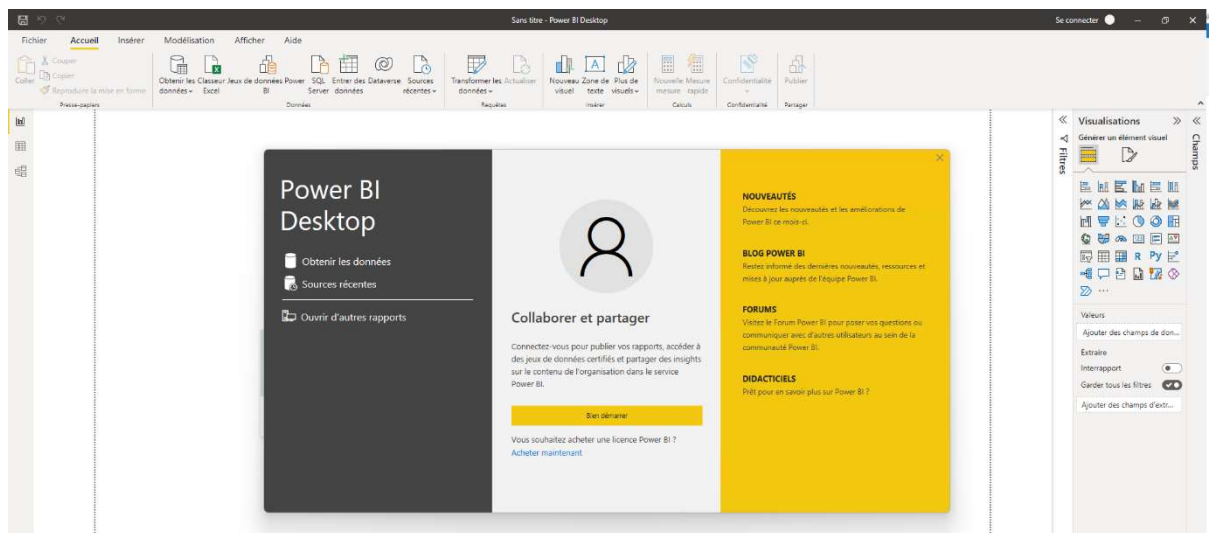 Sans titre - Power BI Desktop
Se connecter
Fichier Accueil Insérer Modélisation Afficher Aide
Coller
Couper
Copier
Reproduire la mise en forme
Presse-papiers
Obtenir les données
Classeur Excel
Jeux de données Power BI
SQL Server
Entrer des données
Dataverse
Sources récentes
Données
Transformer les données
Actualiser
Requêtes
Nouveau visuel
Zone de texte
Plus de visuels
Insérer
Nouvelle mesure
Mesure rapide
Calculs
Confidentialité
Confidentialité
Publier
Partager
Power BI
Desktop
Obtenir les données
Sources récentes
Ouvrir d'autres rapports
Collaborer et partager
Connectez-vous pour publier vos rapports, accéder à
des jeux de données certifiés et partager des insights
sur le contenu de l'organisation dans le service
Power BI.
Bien démarrer
Vous souhaitez acheter une licence Power BI ?
Acheter maintenant
NOUVEAUTÉS
Découvrez les nouveautés et les améliorations de
Power BI ce mois-ci.
BLOG POWER BI
Restez informé des dernières nouveautés, ressources et
mises à jour auprès de l'équipe Power BI.
FORUMS
Visitez le Forum Power BI pour poser vos questions ou
communiquer avec d'autres utilisateurs au sein de la
communauté Power BI.
DIDACTICIELS
Prêt pour en savoir plus sur Power BI ?
Filtres
Visualisations
Générer un élément visuel
R Py
Valeurs
Ajouter des champs de don...
Extraire
Interrapport
Garder tous les filtres
Ajouter des champs d'extr...
Champs